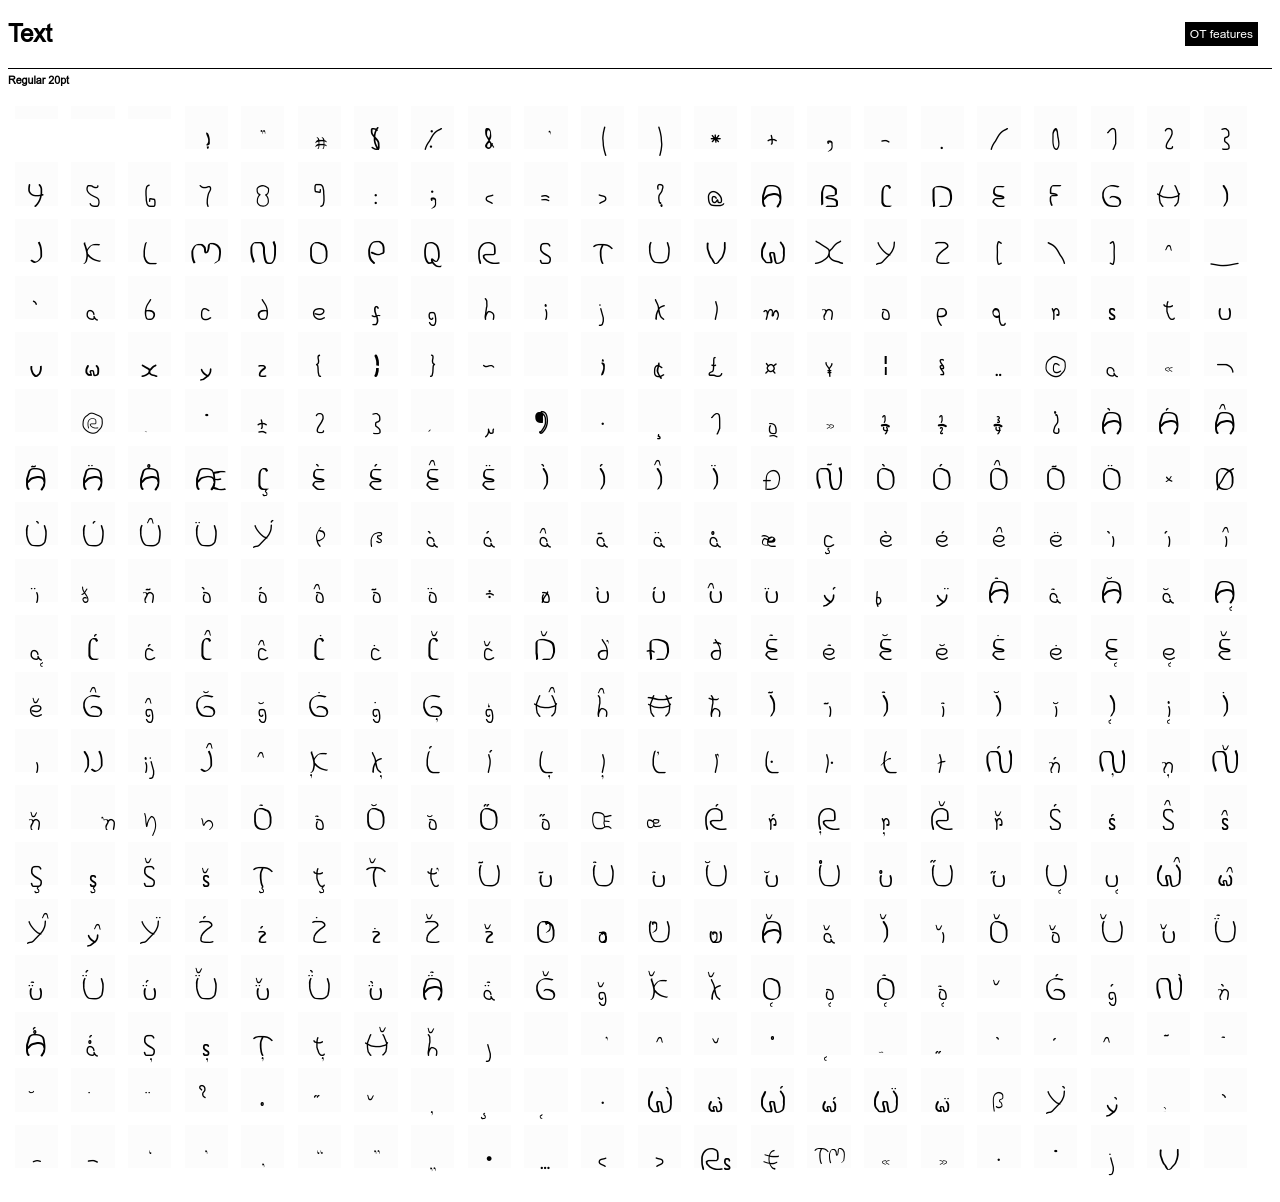 Text
OT features
Regular 20pt
! " # $ % & ' ( ) * + , - . / 0 1 2 3
4 5 6 7 8 9 : ; < = > ? @ A B C D E F G H I
J K L M N O P Q R S T U V W X Y Z [ \ ] ^ _
` a b c d e f g h i j k l m n o p q r s t u
v w x y z { | } ~ ¡ ¢ £ ¤ ¥ ¦ § ¨ © ª « ¬
® ¯ ° ± ² ³ ´ µ ¶ · ¸ ¹ º » ¼ ½ ¾ ¿ À Á Â
Ã Ä Å Æ Ç È É Ê Ë Ì Í Î Ï Ð Ñ Ò Ó Ô Õ Ö × Ø
Ù Ú Û Ü Ý Þ ß à á â ã ä å æ ç è é ê ë ì í î
ï ð ñ ò ó ô õ ö ÷ ø ù ú û ü ý þ ÿ Ā ā Ă ă Ą
ą Ć ć Ĉ ĉ Ċ ċ Č č Ď ď Đ đ Ē ē Ĕ ĕ Ė ė Ę ę Ě
ě Ĝ ĝ Ğ ğ Ġ ġ Ģ ģ Ĥ ĥ Ħ ħ Ĩ ĩ Ī ī Ĭ ĭ Į į İ
ı Ĳ ĳ Ĵ ^ Ķ ķ Ĺ ĺ Ļ ļ Ľ ľ Ŀ ŀ Ł ł Ń ń Ņ ņ Ň
ň ŉ Ŋ ŋ Ō ō Ŏ ŏ Ő ő Œ œ Ŕ ŕ Ŗ ŗ Ř ř Ś ś Ŝ ŝ
Ş ş Š š Ţ ţ Ť ť Ũ ũ Ū ū Ŭ ŭ Ů ů Ű ű Ų ų Ŵ ŵ
Ŷ ŷ Ÿ Ź ź Ż ż Ž ž Ơ ơ Ư ư Ǎ ǎ Ǐ ǐ Ǒ ǒ Ǔ ǔ Ǖ
ǖ Ǘ ǘ Ǚ ǚ Ǜ ǜ Ǟ ǟ Ǧ ǧ Ǩ ǩ Ǫ ǫ Ǭ ǭ ˇ Ǵ ǵ Ǹ ǹ
Ǻ ǻ Ș ș Ț ț Ȟ ȟ ȷ
Ẁ ẁ Ẃ ẃ Ẅ ẅ ẞ Ỳ ỳ
– — ‘ ’ ‚ “ ” „ • … ‹ › ₨ € ™